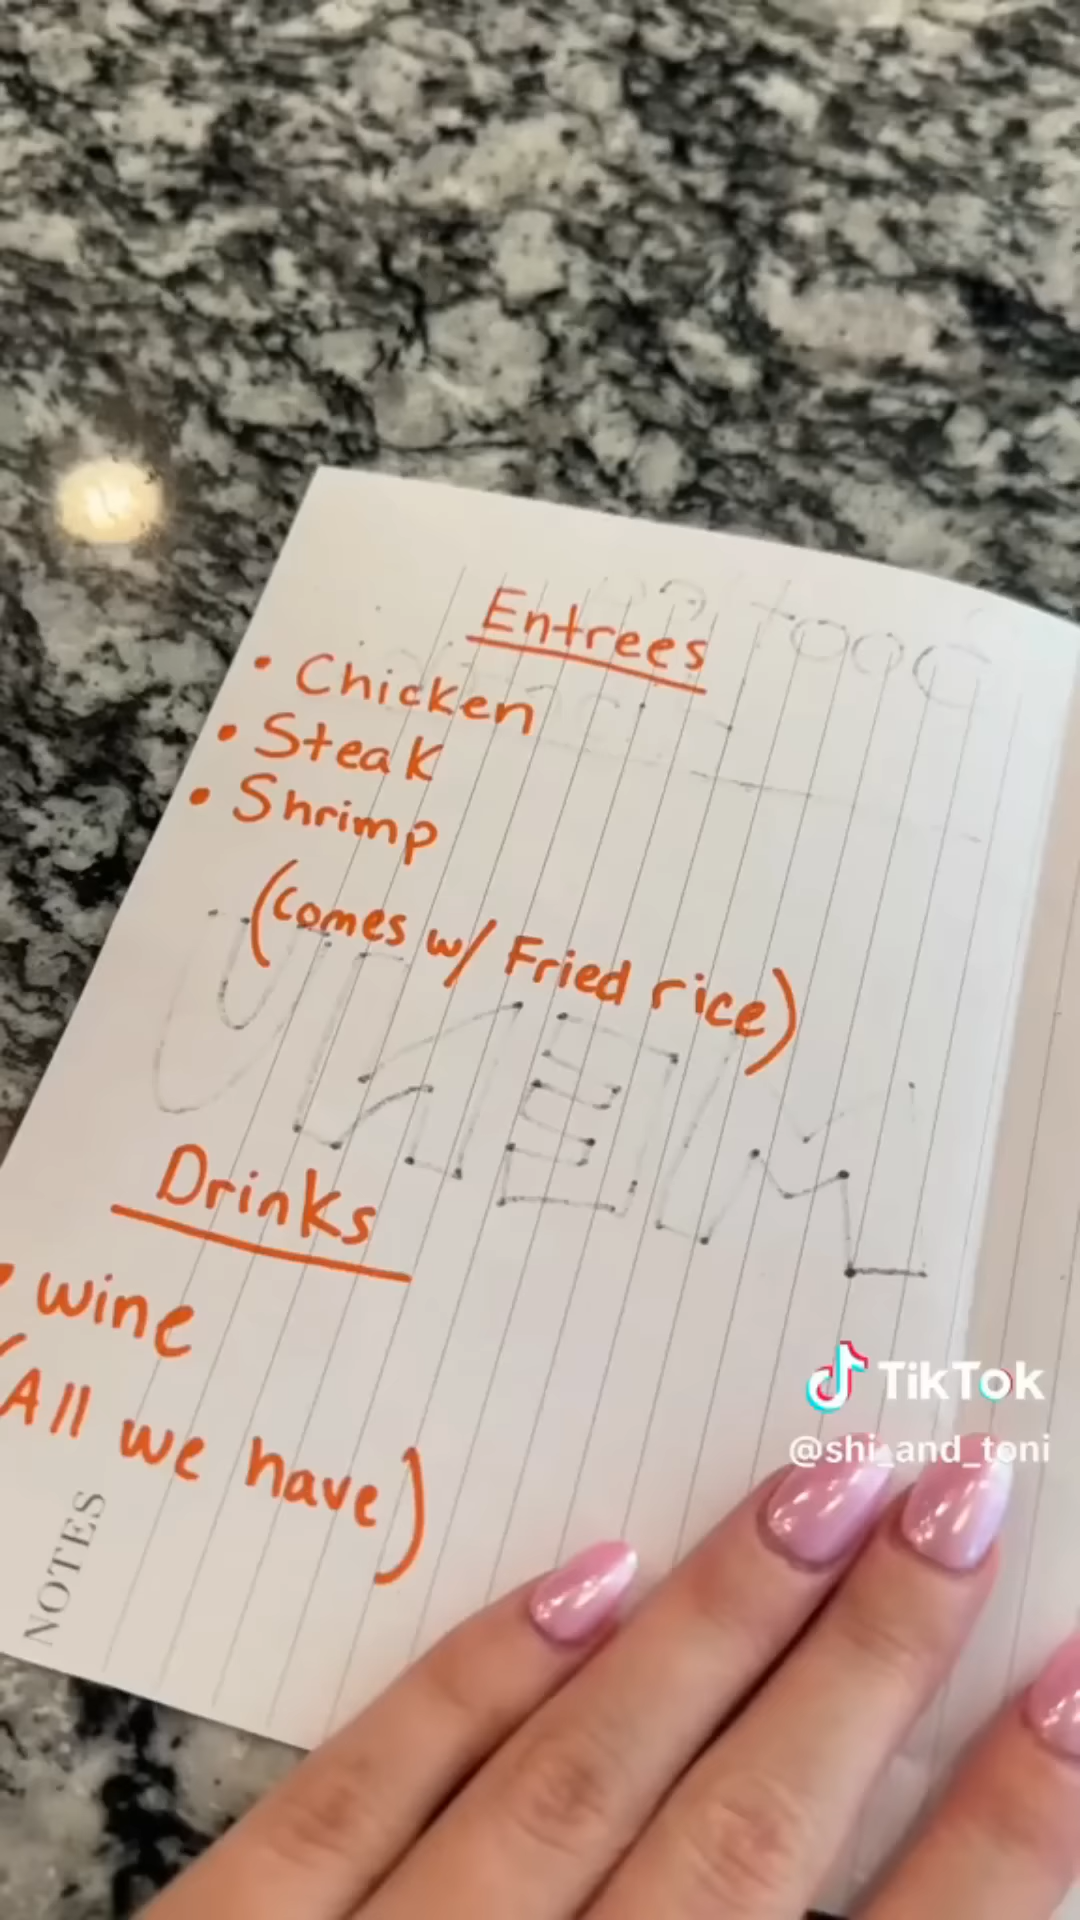 Entrees
• Chicken
• Steak
• Shrimp
(Comes w/ Fried rice)
Drinks
• wine
(All we have)
NOTES
TikTok
@shi_and_toni